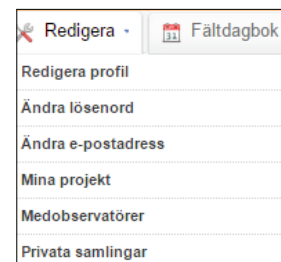 Redigera Fältdagbok
Redigera profil
Ändra lösenord
Ändra e-postadress
Mina projekt
Medobservatörer
Privata samlingar